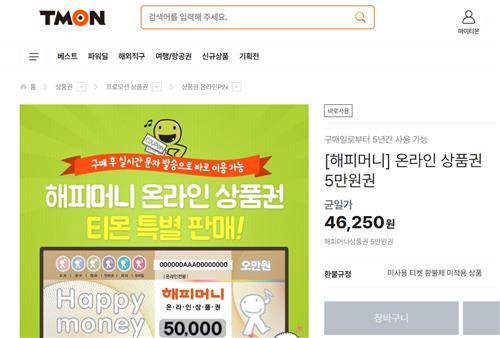 TMON
검색어를 입력해 주세요.
마이티몬
베스트 파워딜 해외직구 여행/항공권 신규상품 기획전
홈 상품권 프로모션 상품권 상품권 온라인PIN
COUPON
구매 후 실시간 문자 발송으로 바로 이용 가능
해피머니 온라인 상품권
티몬 특별 판매!
000000AAA00000000 오만원
Happy
money
해피머니
온·라·인·상·품·권
50,000
바로사용
구매일로부터 5년간 사용 가능
[해피머니] 온라인 상품권
5만원권
균일가
46,250원
해피머니상품권 5만원권
환불규정 미사용 티켓 환불제 미적용 상품
장바구니